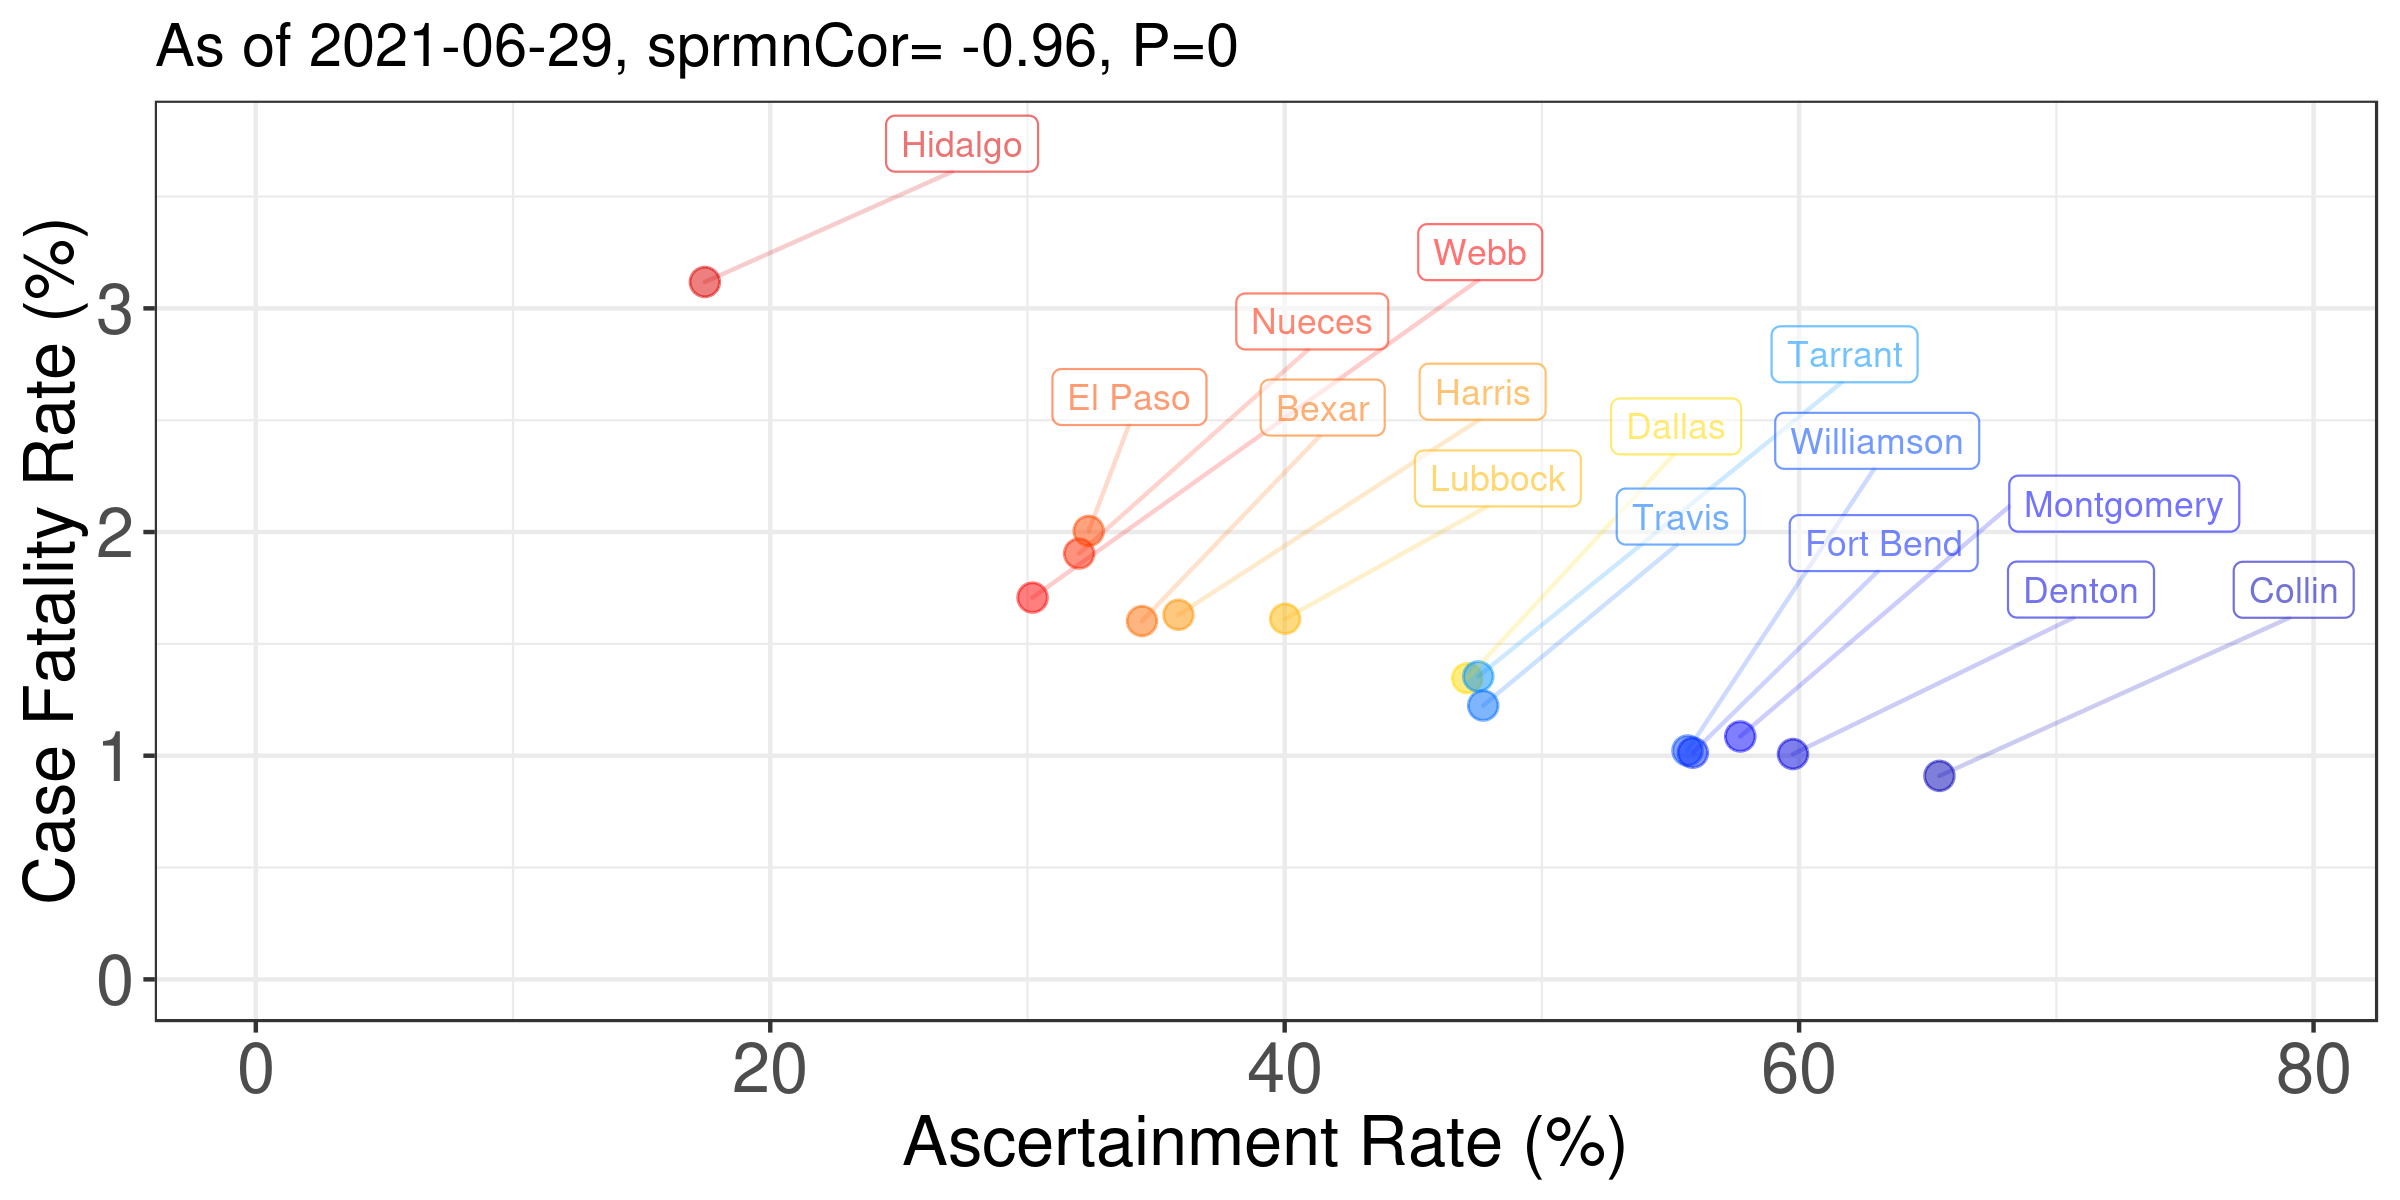 As of 2021-06-29, sprmnCor= -0.96, P=0
Case Fatality Rate (%)
3
2
1
0
Hidalgo
Webb
Nueces
Tarrant
El Paso
Bexar
Harris
Dallas
Williamson
Lubbock
Travis
Montgomery
Fort Bend
Denton
Collin
0 20 40 60 80
Ascertainment Rate (%)